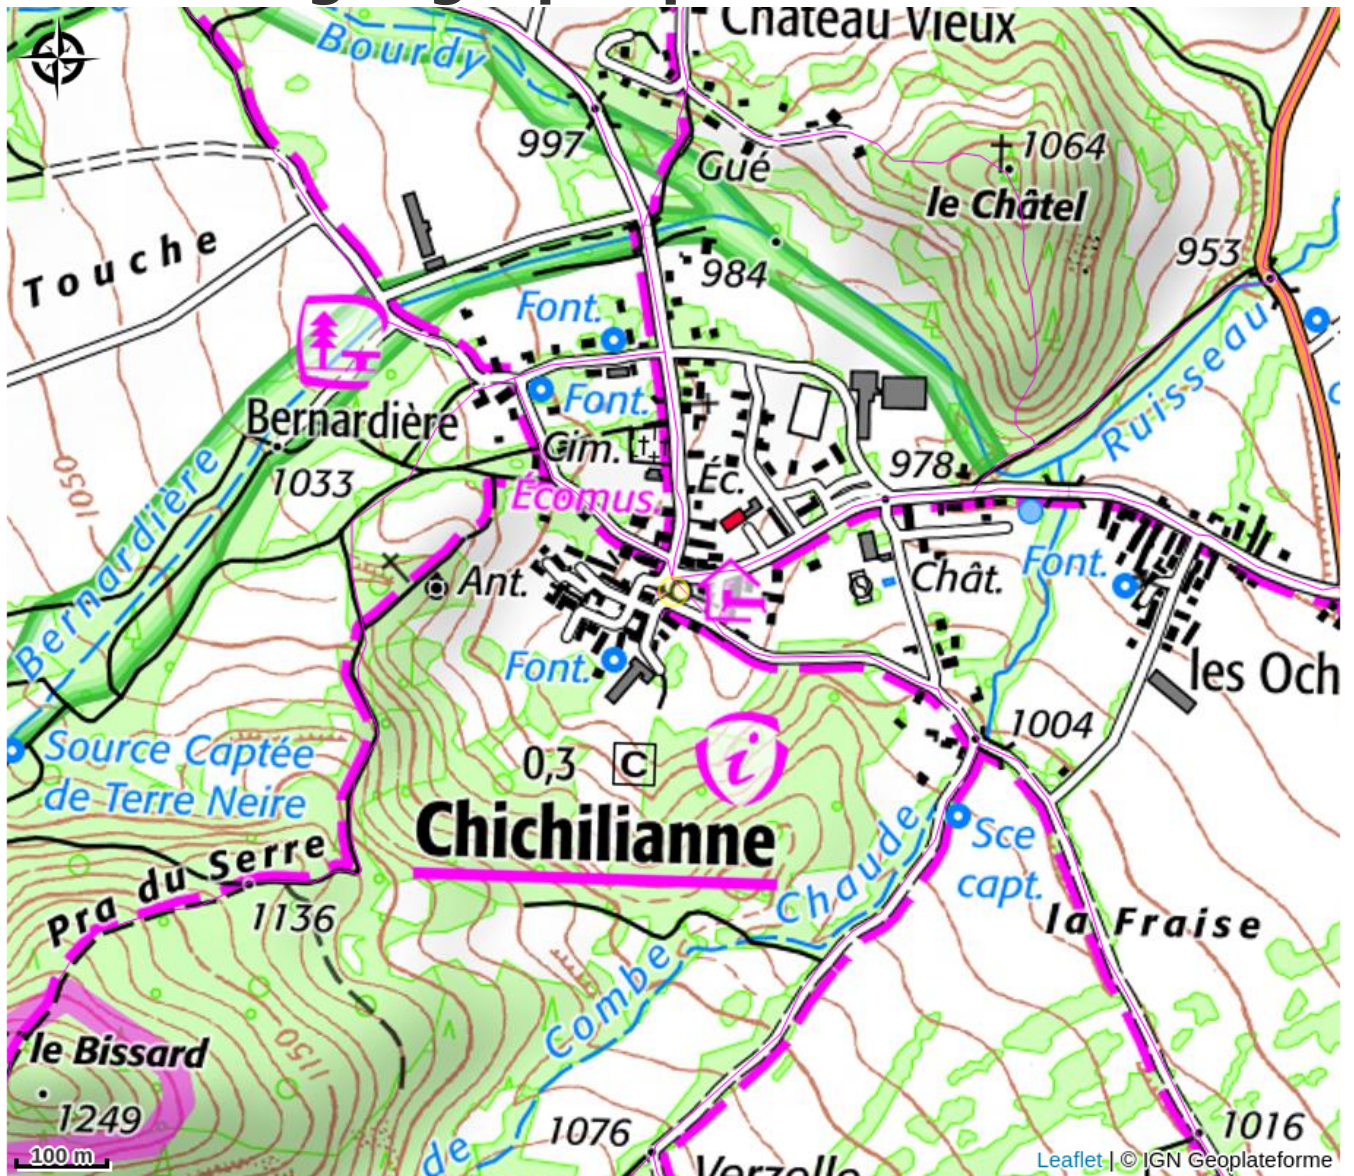 Château Vieux
Bourdy
997
Gué
1064
le Châtel
953
Touche
984
Font.
Ruisseau
Font.
Bernardière
Cim.
Éc.
978
1050
1033
Écomus.
Bernardière
Ant.
Chât.
Font.
Font.
les Och
1004
Source Captée
de Terre Neire
0,3
C
i
Chichilianne
Chaude
Sce
capt.
Pra du Serre
1136
la Fraise
Combe
le Bissard
1150
1249
1076
1016
de
100 m
Verzelle
Leaflet | © IGN Geoplateforme